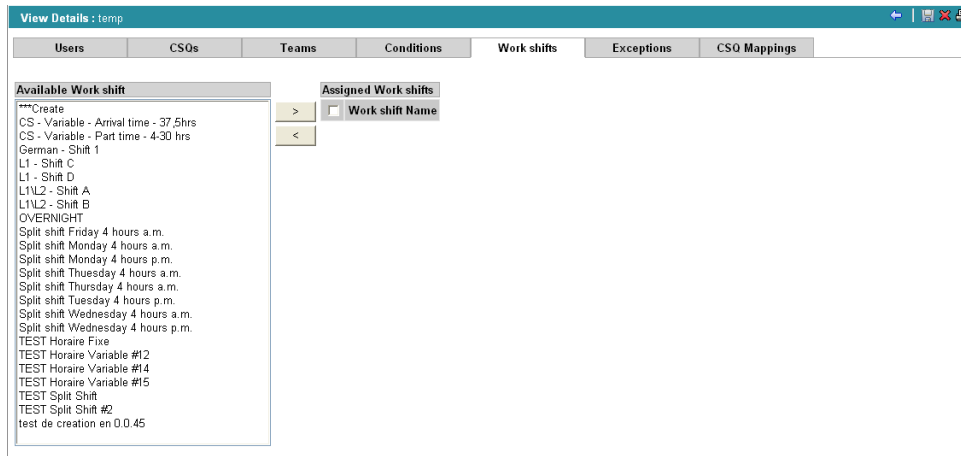 View Details : temp
Users CSQs Teams Conditions Work shifts Exceptions CSQ Mappings
Available Work shift
***Create
CS - Variable - Arrival time - 37,5hrs
CS - Variable - Part time - 4-30 hrs
German - Shift 1
L1 - Shift C
L1 - Shift D
L1\L2 - Shift A
L1\L2 - Shift B
OVERNIGHT
Split shift Friday 4 hours a.m.
Split shift Monday 4 hours a.m.
Split shift Monday 4 hours p.m.
Split shift Thuesday 4 hours a.m.
Split shift Thursday 4 hours a.m.
Split shift Tuesday 4 hours p.m.
Split shift Wednesday 4 hours a.m.
Split shift Wednesday 4 hours p.m.
TEST Horaire Fixe
TEST Horaire Variable #12
TEST Horaire Variable #14
TEST Horaire Variable #15
TEST Split Shift
TEST Split Shift #2
test de creation en 0.0.45
>
<
Assigned Work shifts
Work shift Name